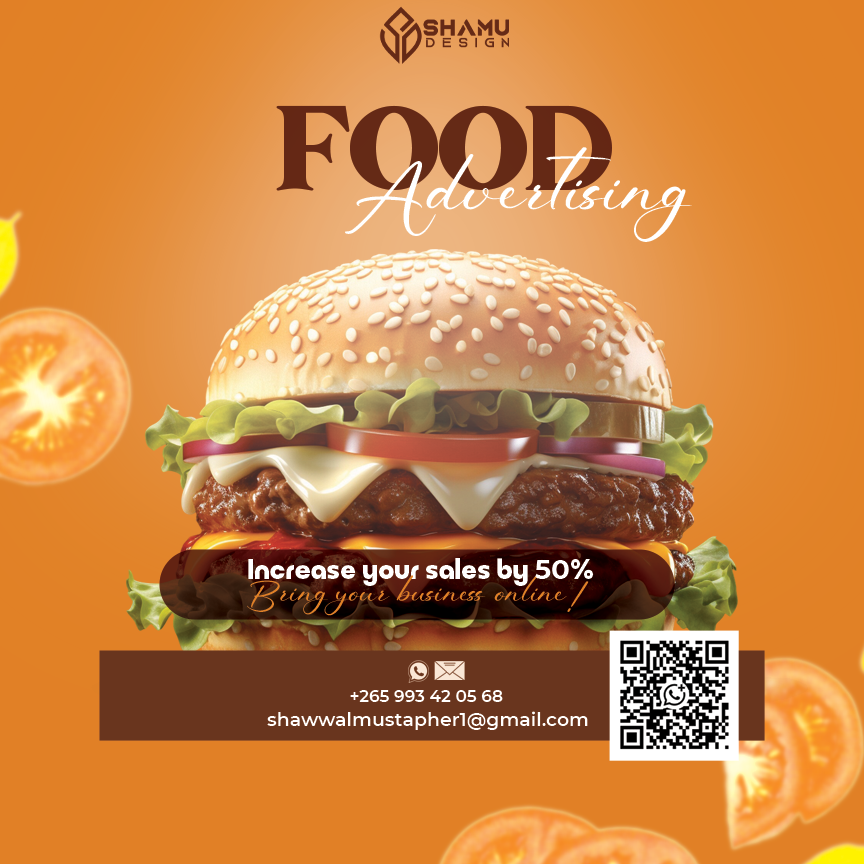 SHAMU
DESIGN
FOOD
Advertising
Increase your sales by 50%
Bring your business online!
+265 993 42 05 68
shawwalmustapher1@gmail.com